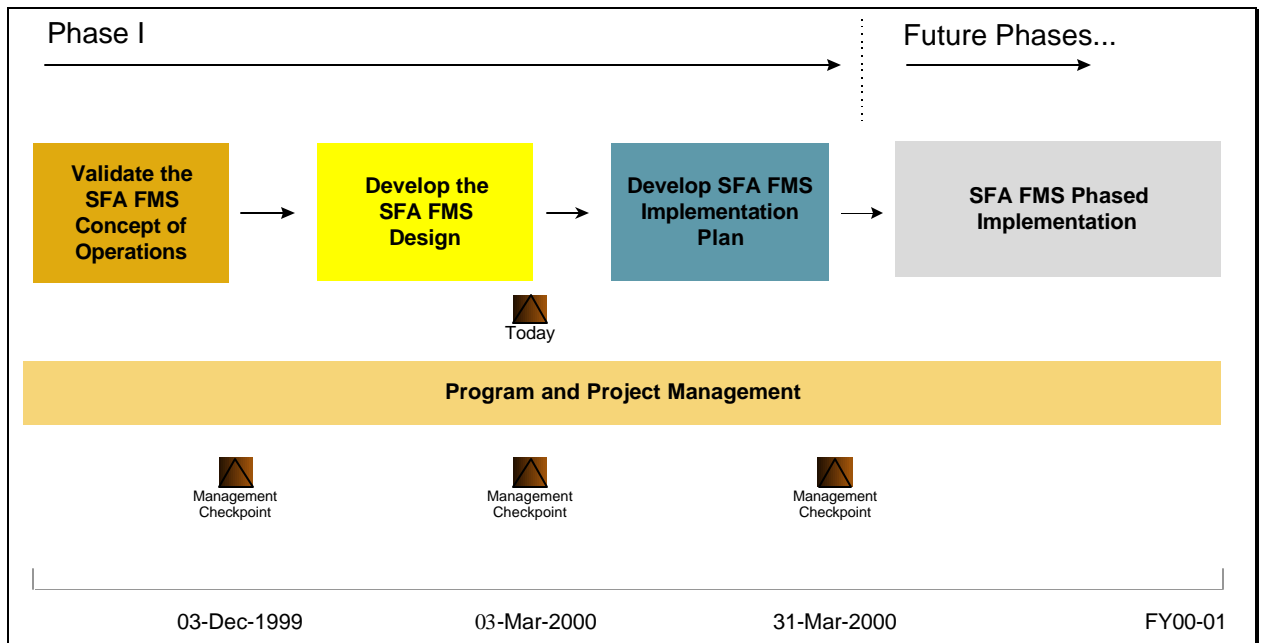 Phase I
Future Phases...
Validate the
SFA FMS
Concept of
Operations
Develop the
SFA FMS
Design
Develop SFA FMS
Implementation
Plan
SFA FMS Phased
Implementation
Today
Program and Project Management
Management
Checkpoint
Management
Checkpoint
Management
Checkpoint
03-Dec-1999
03-Mar-2000
31-Mar-2000
FY00-01